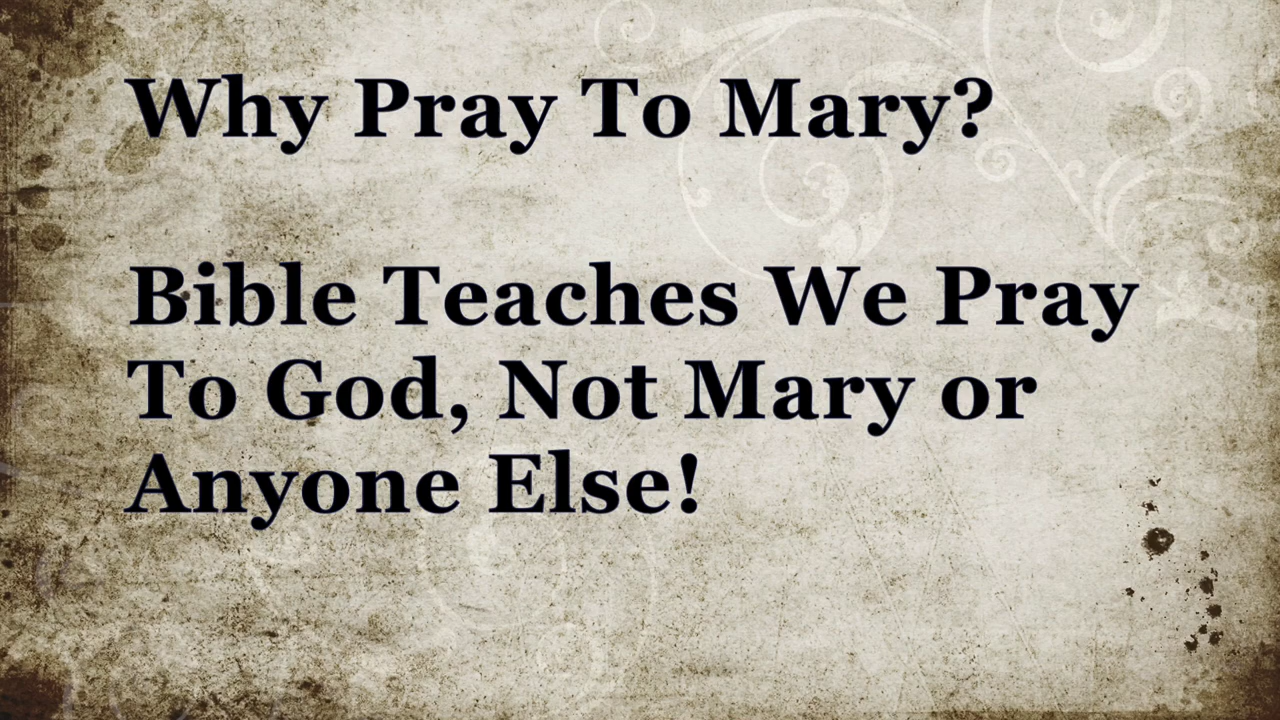 Why Pray To Mary?
Bible Teaches We Pray
To God, Not Mary or
Anyone Else!